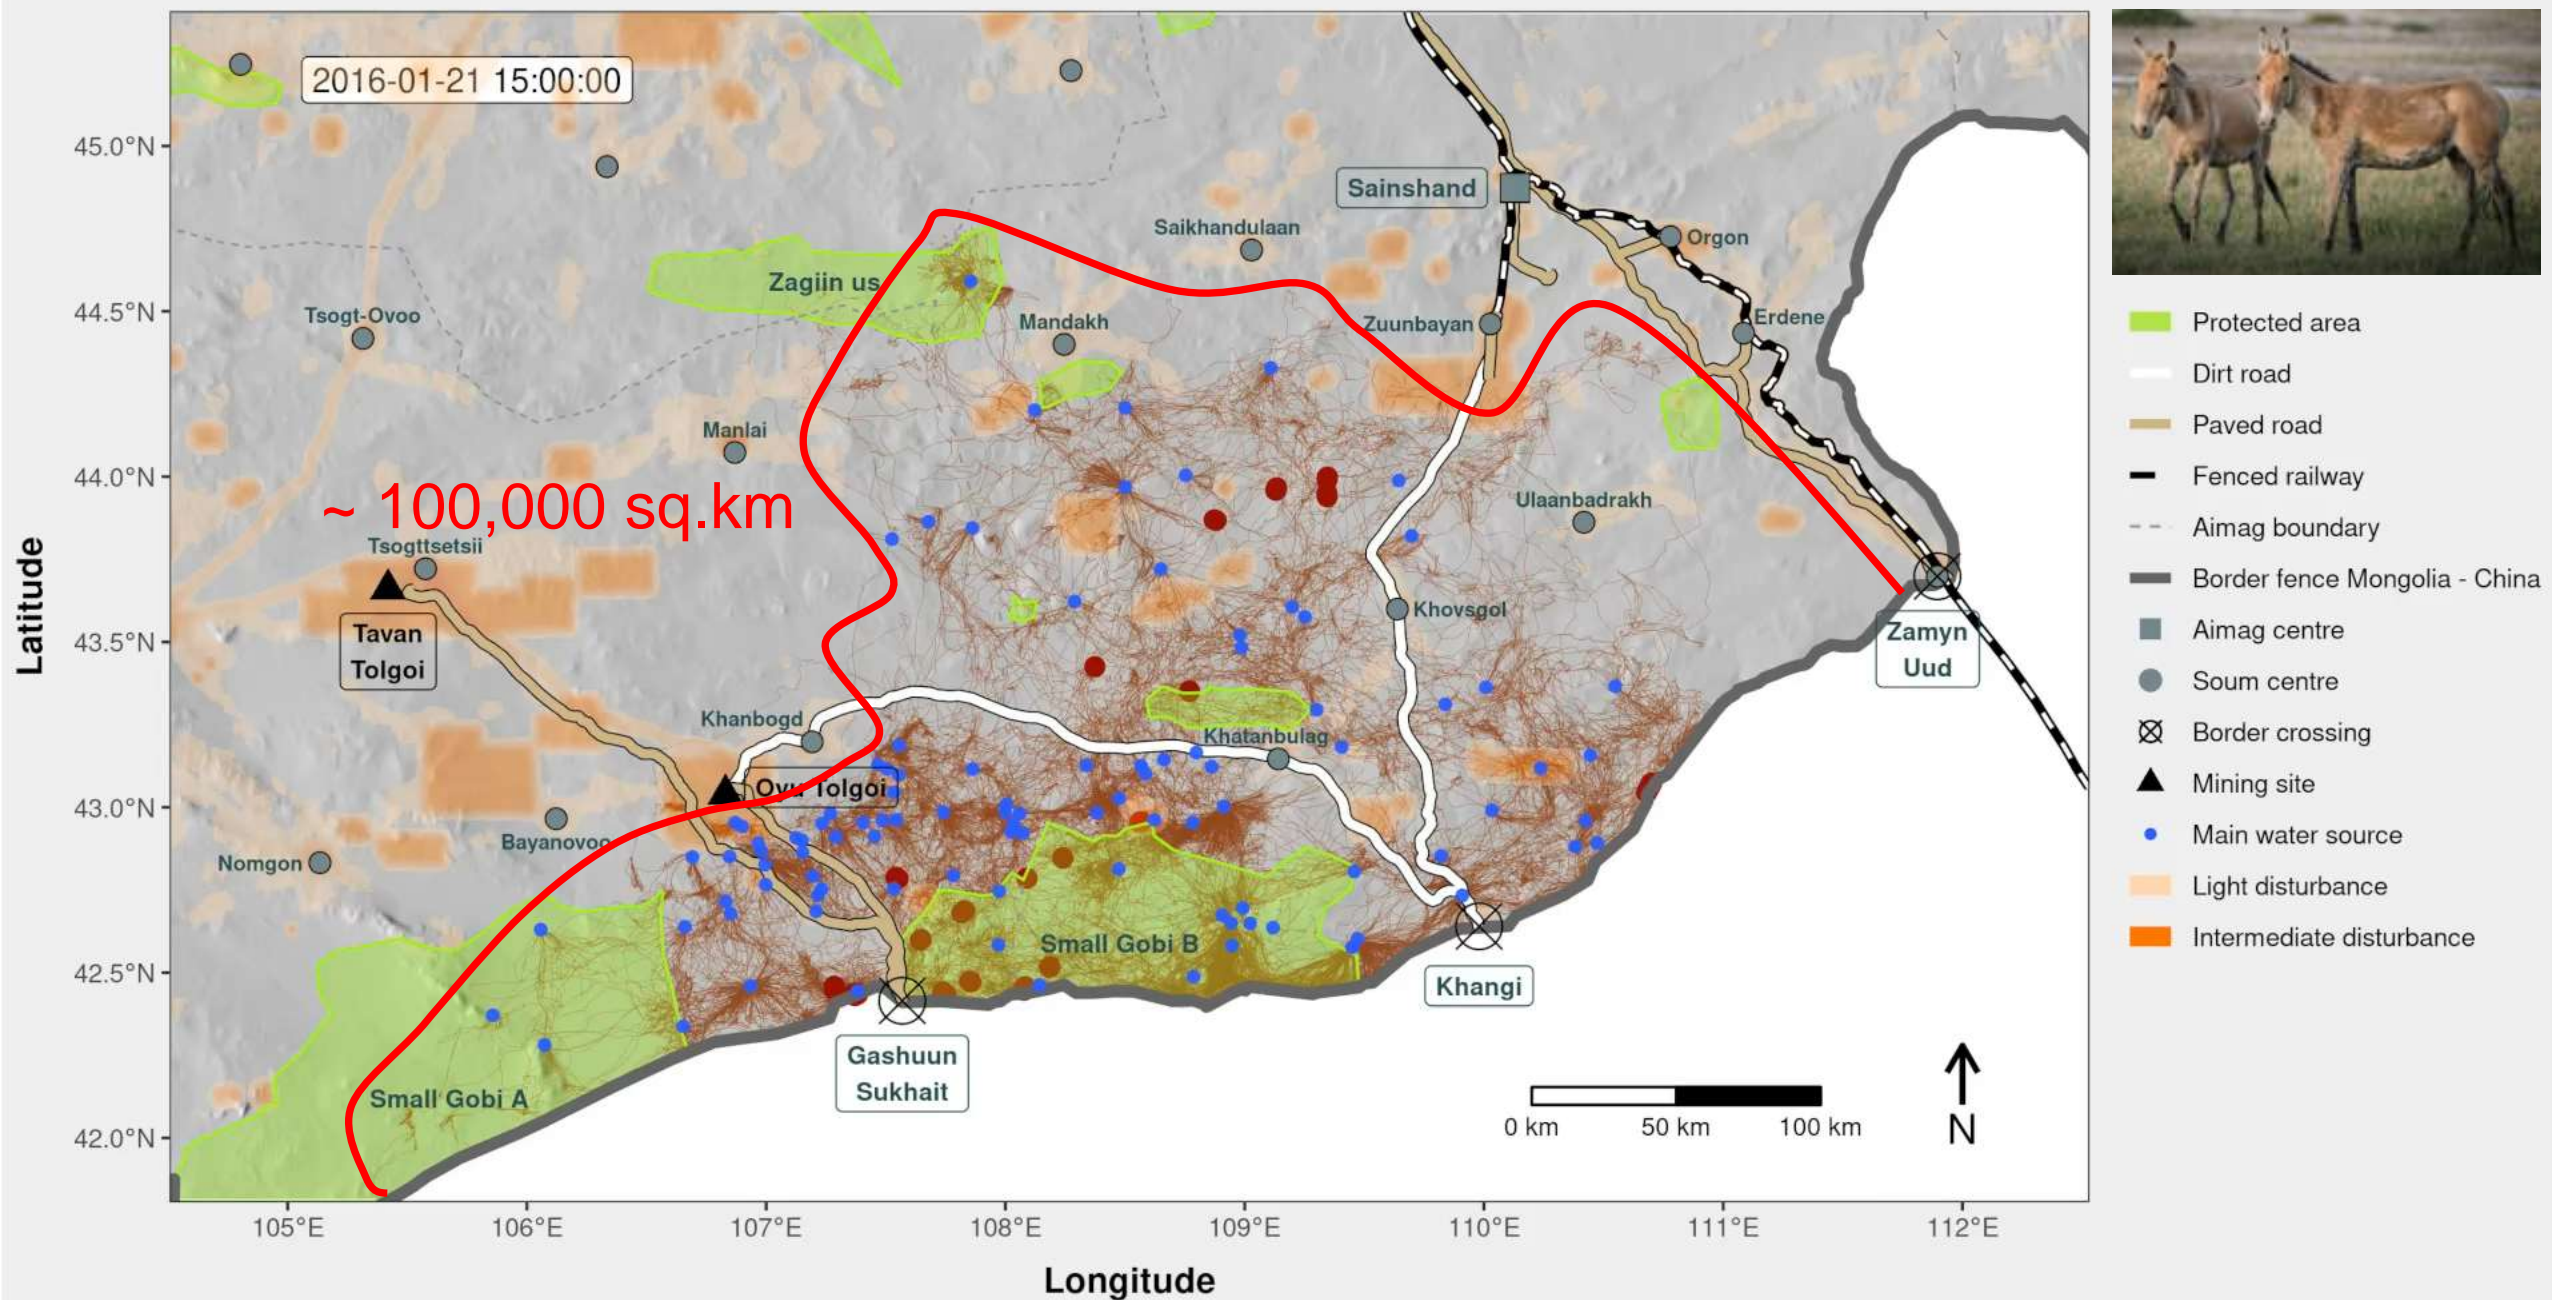 2016-01-21 15:00:00
45.0°N
44.5°N
44.0°N
43.5°N
43.0°N
42.5°N
42.0°N
Latitude
Sainshand
Saikhandulaan
Orgon
Zagiin us
Tsogt-Ovoo
Mandakh
Zuunbayan
Erdene
Manlai
~ 100,000 sq.km
Ulaanbadrakh
Tsogttsetsii
Tavan
Tolgoi
Khovsgol
Zamyn
Uud
Khanbogd
Khatanbulag
Oyu Tolgoi
Bayanovoo
Nomgon
Small Gobi B
Khangi
Gashuun
Sukhait
Small Gobi A
0 km 50 km 100 km
N
105°E 106°E 107°E 108°E 109°E 110°E 111°E 112°E
Longitude
Protected area
Dirt road
Paved road
Fenced railway
Aimag boundary
Border fence Mongolia - China
Aimag centre
Soum centre
Border crossing
Mining site
Main water source
Light disturbance
Intermediate disturbance